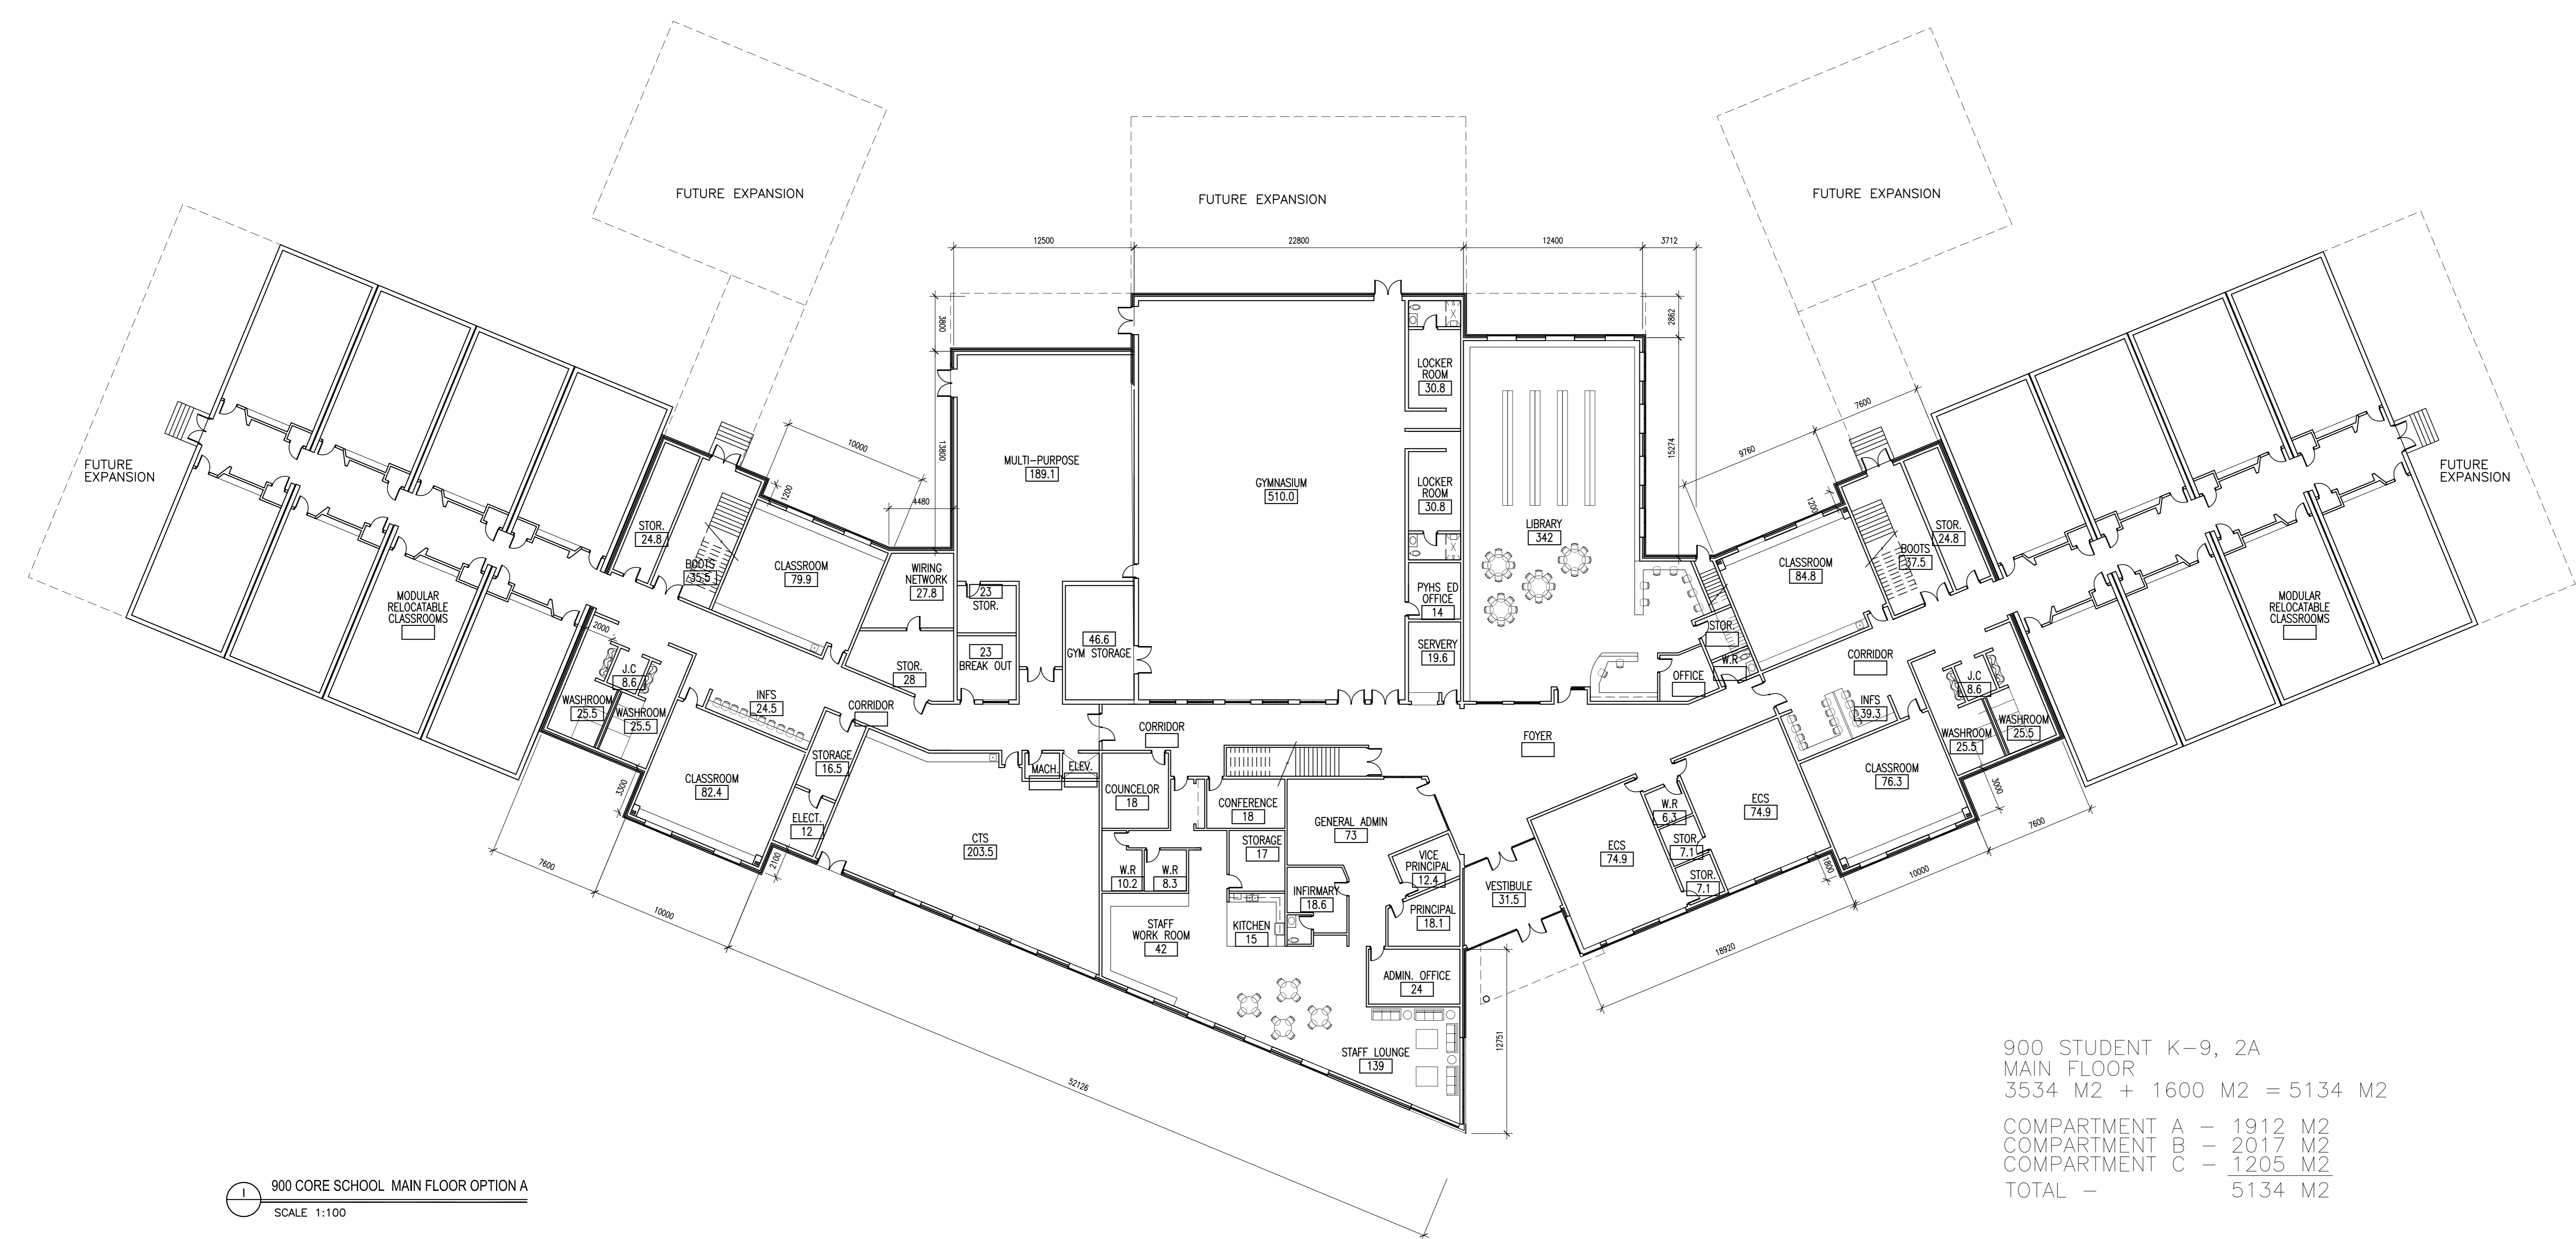 FUTURE EXPANSION
FUTURE EXPANSION
FUTURE EXPANSION
12500
22800
12400
3712
3800
2862
13800
15274
10000
4480
1200
7600
9760
1200
FUTURE
EXPANSION
FUTURE
EXPANSION
MULTI-PURPOSE
189.1
GYMNASIUM
510.0
LOCKER
ROOM
30.8
LOCKER
ROOM
30.8
LIBRARY
342
STOR.
24.8
BOOTS
35.5
CLASSROOM
79.9
WIRING
NETWORK
27.8
23
STOR.
PYHS ED
OFFICE
14
CLASSROOM
84.8
BOOTS
37.5
STOR.
24.8
MODULAR
RELOCATABLE
CLASSROOMS
MODULAR
RELOCATABLE
CLASSROOMS
2000
46.6
GYM STORAGE
23
BREAK OUT
SERVERY
19.6
STOR.
W.R
OFFICE
CORRIDOR
J.C
8.6
STOR.
28
INFS
24.5
CORRIDOR
WASHROOM
25.5
WASHROOM
25.5
J.C
8.6
INFS
39.3
WASHROOM
25.5
WASHROOM
25.5
CORRIDOR
FOYER
STORAGE
16.5
MACH.
ELEV.
CLASSROOM
82.4
3300
COUNCELOR
18
CONFERENCE
18
CLASSROOM
76.3
3000
ELECT.
12
CTS
203.5
GENERAL ADMIN
73
ECS
74.9
W.R
6.3
ECS
74.9
STOR.
7.1
STOR.
7.1
7600
STORAGE
17
VICE
PRINCIPAL
12.4
W.R
10.2
W.R
8.3
INFIRMARY
18.6
VESTIBULE
31.5
2100
7600
1800
10000
10000
PRINCIPAL
18.1
STAFF
WORK ROOM
42
KITCHEN
15
18920
ADMIN. OFFICE
24
STAFF LOUNGE
139
12751
52126
900 STUDENT K-9, 2A
MAIN FLOOR
3534 M2 + 1600 M2 = 5134 M2
COMPARTMENT A - 1912 M2
COMPARTMENT B - 2017 M2
COMPARTMENT C - 1205 M2
TOTAL - 5134 M2
1
900 CORE SCHOOL MAIN FLOOR OPTION A
SCALE 1:100